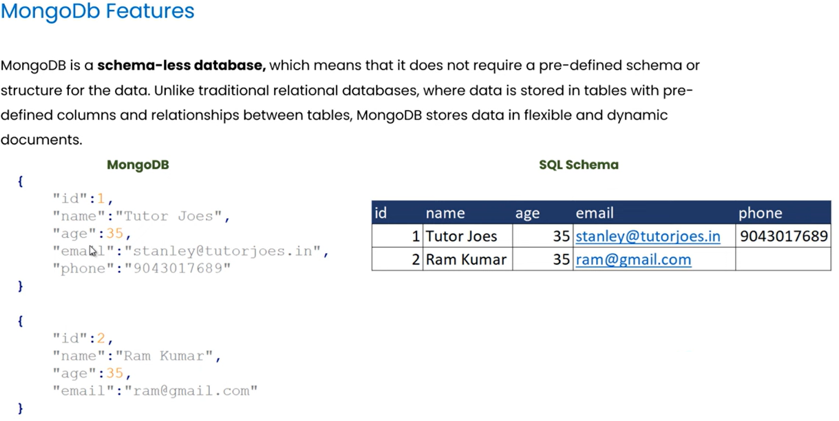 MongoDb Features
MongoDB is a schema-less database, which means that it does not require a pre-defined schema or
structure for the data. Unlike traditional relational databases, where data is stored in tables with pre-
defined columns and relationships between tables, MongoDB stores data in flexible and dynamic
documents.
MongoDB
{
"id":1,
"name":"Tutor Joes",
"age":35,
"email":"stanley@tutorjoes.in",
"phone":"9043017689"
}
{
"id":2,
"name":"Ram Kumar",
"age":35,
"email":"ram@gmail.com"
}
SQL Schema
id name age email phone
1 Tutor Joes 35 stanley@tutorjoes.in 9043017689
2 Ram Kumar 35 ram@gmail.com